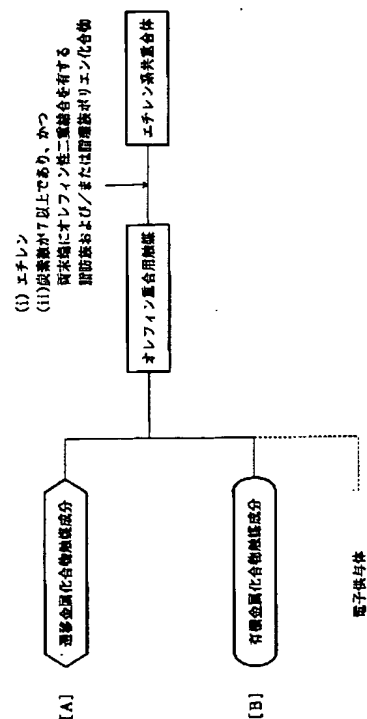 [A]
遷移金属化合物触媒成分
[B]
有機金属化合物触媒成分
電子供与体
オレフィン重合用触媒
(i) エチレン
(ii)炭素数が7以上であり、かつ
両末端にオレフィン性二重結合を有する
脂肪族および/または脂環族ポリエン化合物
エチレン系共重合体